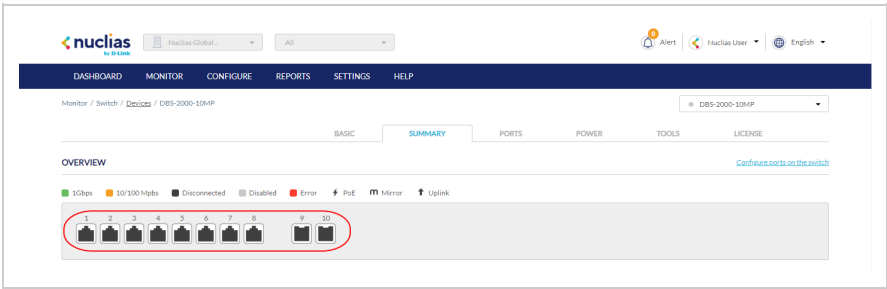 nuclias
by D-Link
Nuclias Global...
All
9
Alert
Nuclias User
English
DASHBOARD MONITOR CONFIGURE REPORTS SETTINGS HELP
Monitor / Switch / Devices / DBS-2000-10MP
DBS-2000-10MP
BASIC SUMMARY PORTS POWER TOOLS LICENSE
OVERVIEW
Configure ports on the switch
1Gbps 10/100 Mpbs Disconnected Disabled Error PoE m Mirror Uplink
1 2 3 4 5 6 7 8 9 10